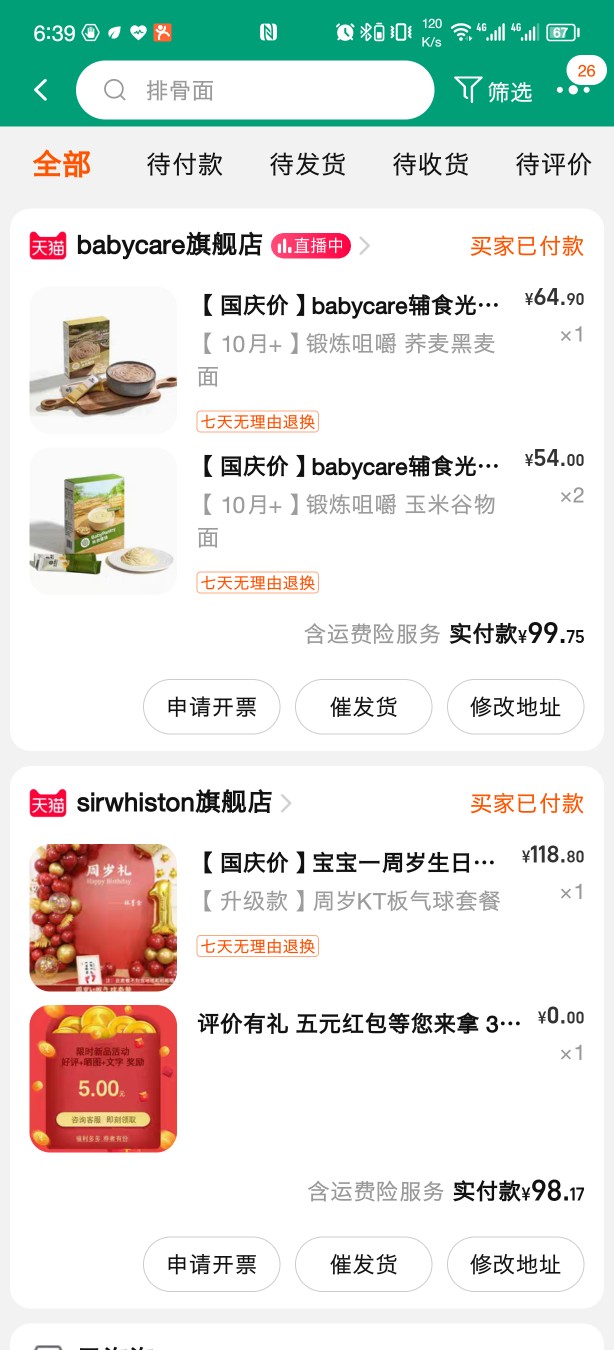 6:39
120
K/s
4G
4G
67
排骨面
筛选
26
全部 待付款 待发货 待收货 待评价
天猫 babycare旗舰店 直播中 买家已付款
【国庆价】babycare辅食光… ¥64.90
【10月+】锻炼咀嚼 荞麦黑麦 ×1
面
七天无理由退换
【国庆价】babycare辅食光… ¥54.00
【10月+】锻炼咀嚼 玉米谷物 ×2
面
七天无理由退换
含运费险服务 实付款¥99.75
申请开票 催发货 修改地址
天猫 sirwhiston旗舰店 买家已付款
【国庆价】宝宝一周岁生日… ¥118.80
【升级款】周岁KT板气球套餐 ×1
七天无理由退换
周岁礼
Happy Birthday
评价有礼 五元红包等您来拿 3… ¥0.00
×1
限时新品活动
好评+晒图+文字 奖励
5.00元
咨询客服 即刻领取
含运费险服务 实付款¥98.17
申请开票 催发货 修改地址